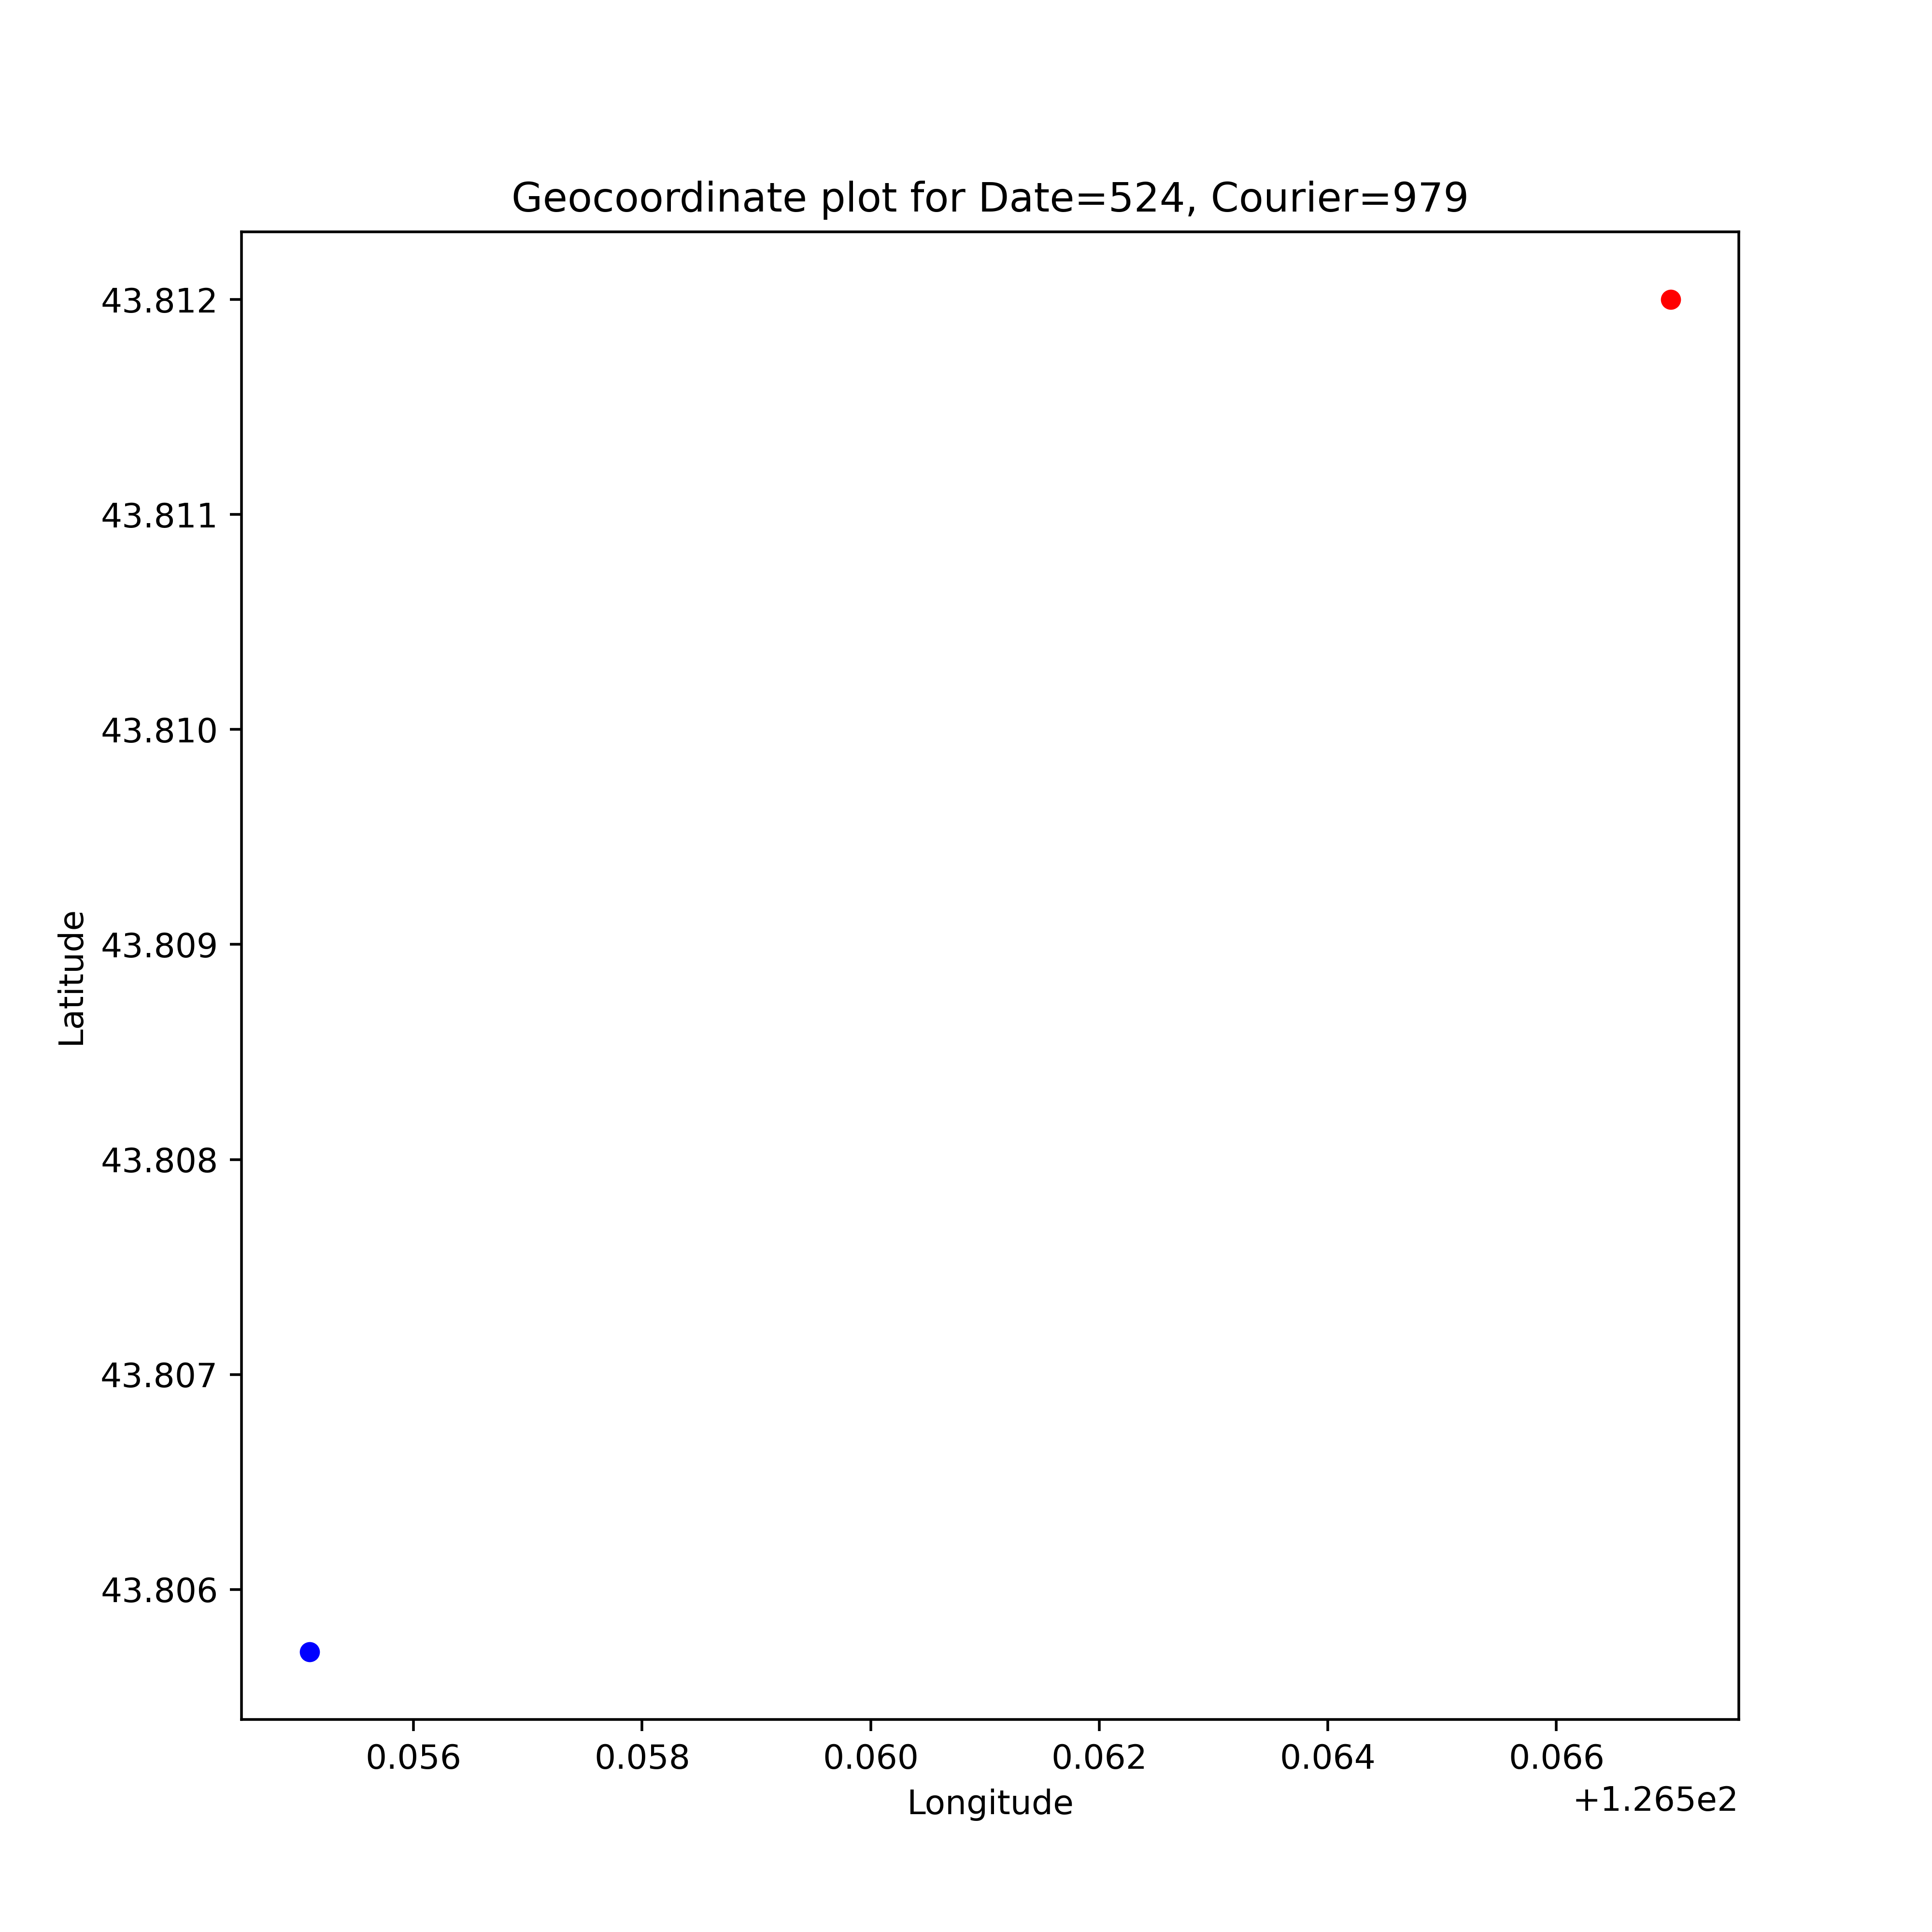 Geocoordinate plot for Date=524, Courier=979
43.812
43.811
43.810
43.809
43.808
43.807
43.806
Latitude
0.056 0.058 0.060 0.062 0.064 0.066
+1.265e2
Longitude